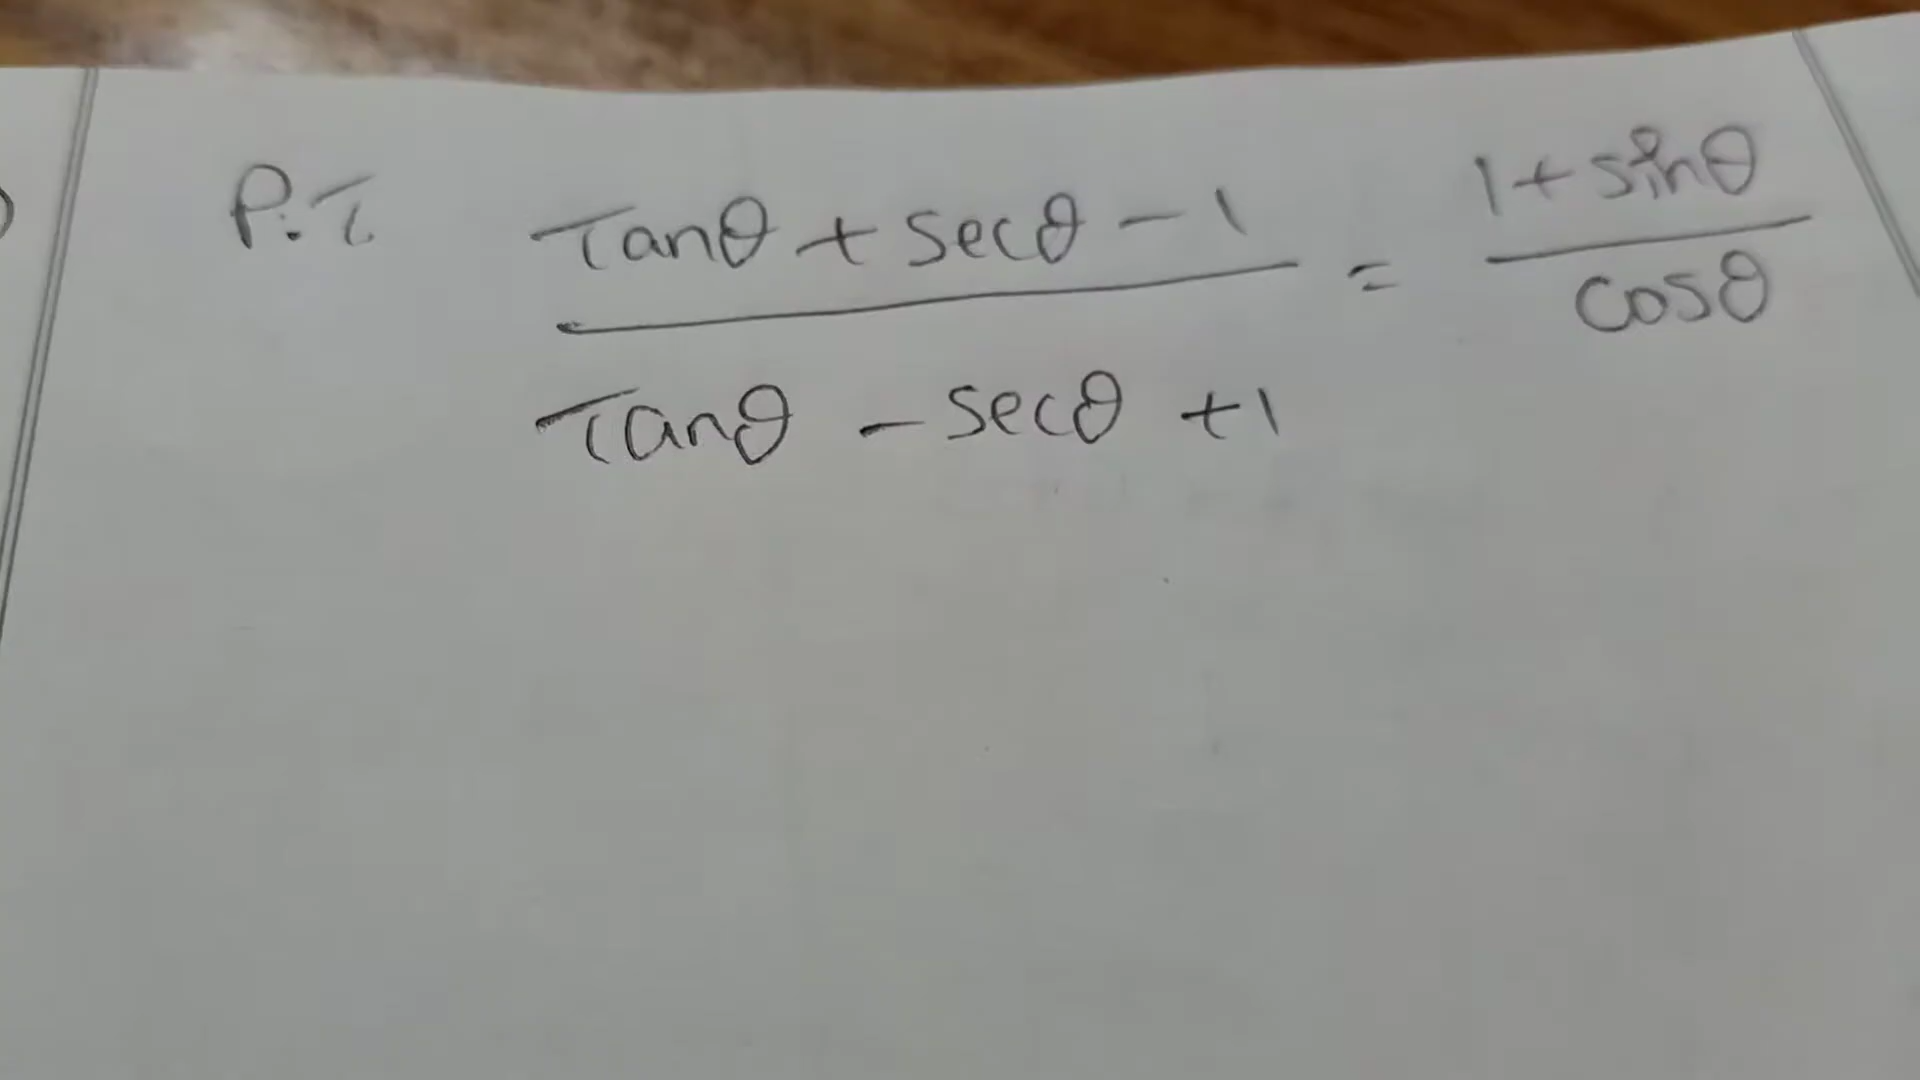 P.T. (Tanθ + secθ - 1) / (Tanθ - secθ + 1) = (1 + sinθ) / cosθ